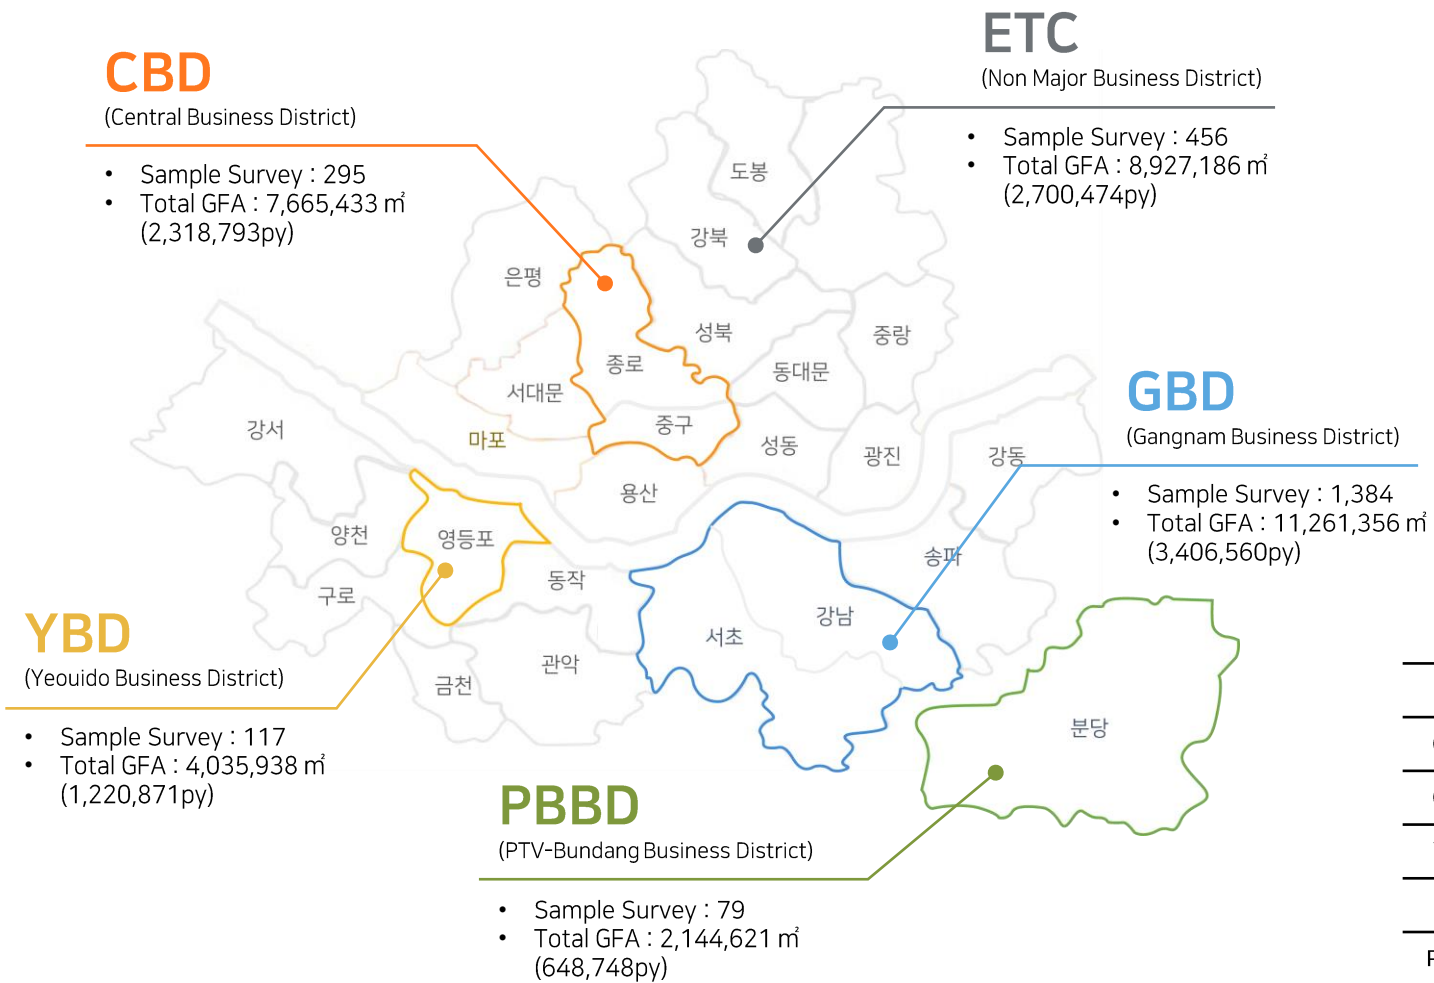 CBD
(Central Business District)
• Sample Survey : 295
• Total GFA : 7,665,433 ㎡
(2,318,793py)
ETC
(Non Major Business District)
• Sample Survey : 456
• Total GFA : 8,927,186 ㎡
(2,700,474py)
도봉
강북
은평
성북
중랑
종로
동대문
서대문
강서
마포
중구
성동
광진
강동
용산
양천
영등포
송파
동작
구로
강남
서초
관악
금천
분당
GBD
(Gangnam Business District)
• Sample Survey : 1,384
• Total GFA : 11,261,356 ㎡
(3,406,560py)
YBD
(Yeouido Business District)
• Sample Survey : 117
• Total GFA : 4,035,938 ㎡
(1,220,871py)
PBBD
(PTV-Bundang Business District)
• Sample Survey : 79
• Total GFA : 2,144,621 ㎡
(648,748py)